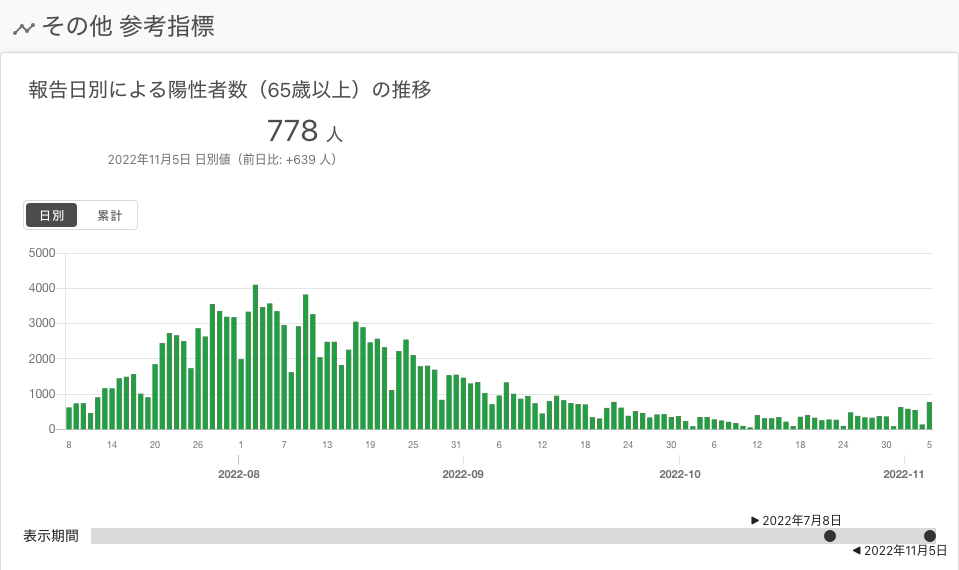 その他 参考指標
報告日別による陽性者数（65歳以上）の推移
778 人
2022年11月5日 日別値（前日比: +639 人）
日別 累計
5000
4000
3000
2000
1000
0
8 14 20 26 1 7 13 19 25 31 6 12 18 24 30 6 12 18 24 30 5
2022-08 2022-09 2022-10 2022-11
2022年7月8日
表示期間
2022年11月5日